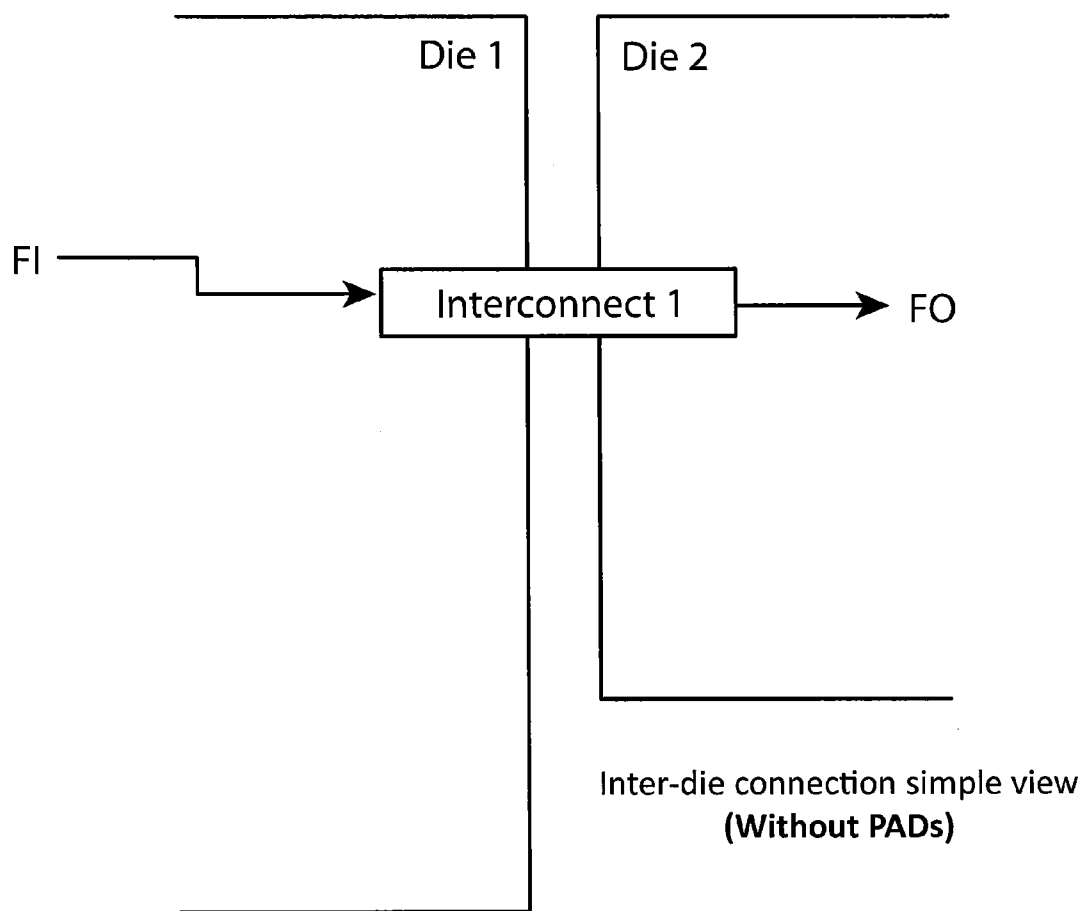 Die 1
Die 2
FI
Interconnect 1
FO
Inter-die connection simple view
(Without PADs)